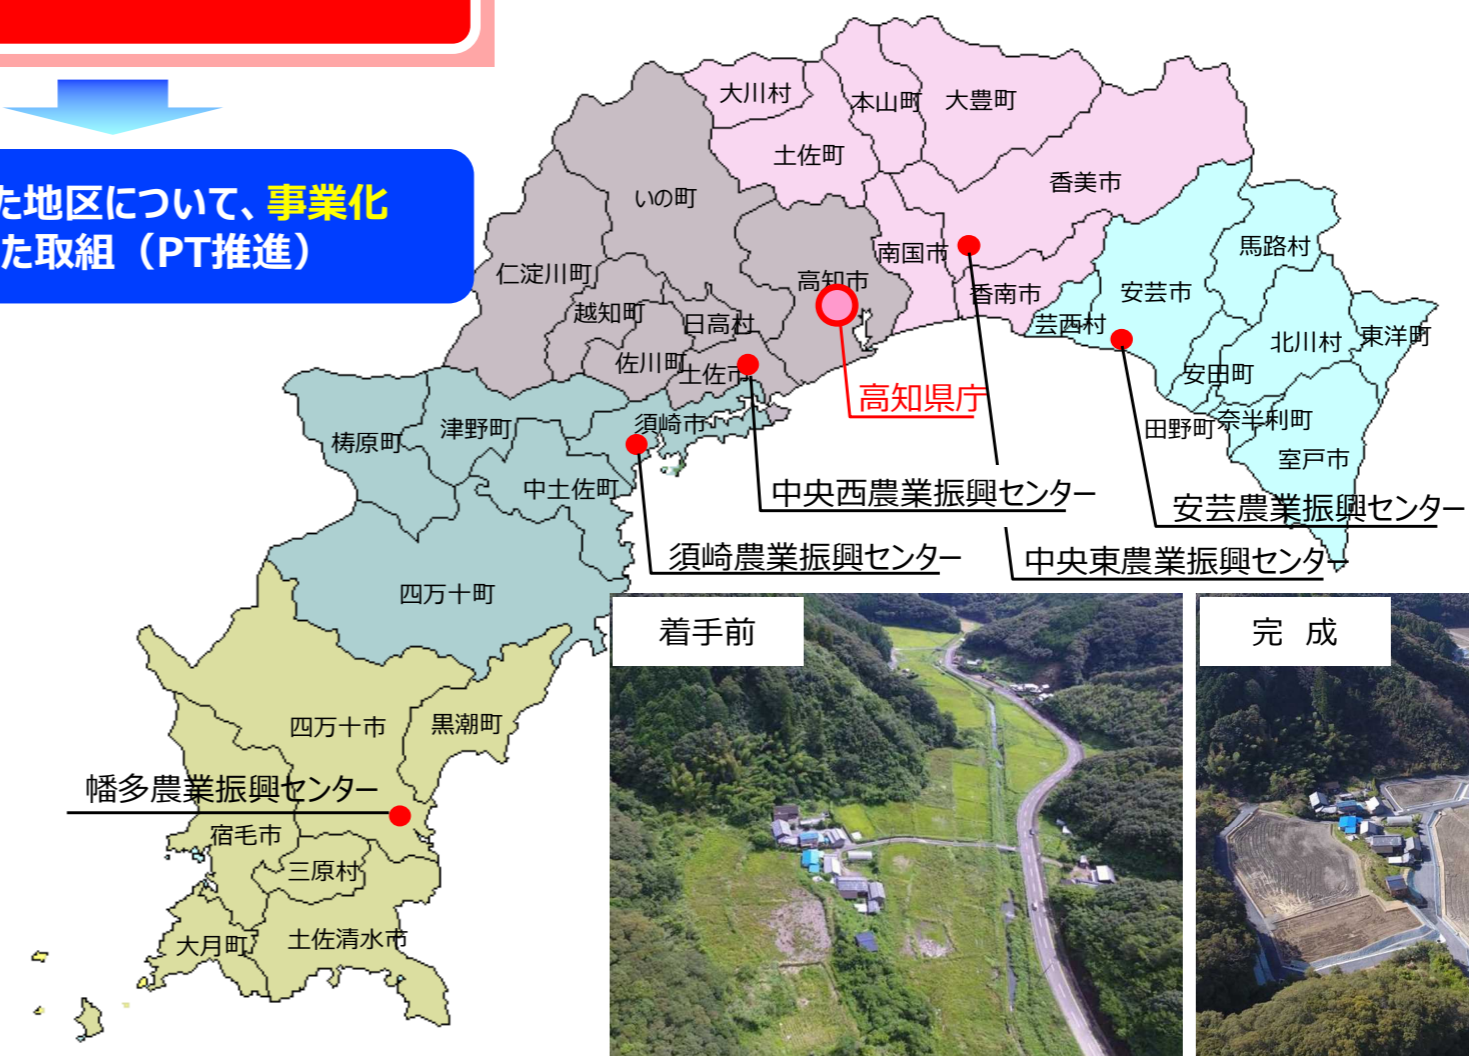 た地区について、事業化
た取組（PT推進）
大川村
本山町
大豊町
土佐町
香美市
いの町
馬路村
南国市
仁淀川町
高知市
香南市
安芸市
越知町
日高村
芸西村
東洋町
北川村
佐川町
土佐市
安田町
高知県庁
須崎市
津野町
梼原町
田野町
奈半利町
室戸市
中土佐町
中央西農業振興センター
安芸農業振興センター
須崎農業振興センター
中央東農業振興センター
四万十町
着手前
完 成
四万十市
黒潮町
幡多農業振興センター
宿毛市
三原村
大月町
土佐清水市